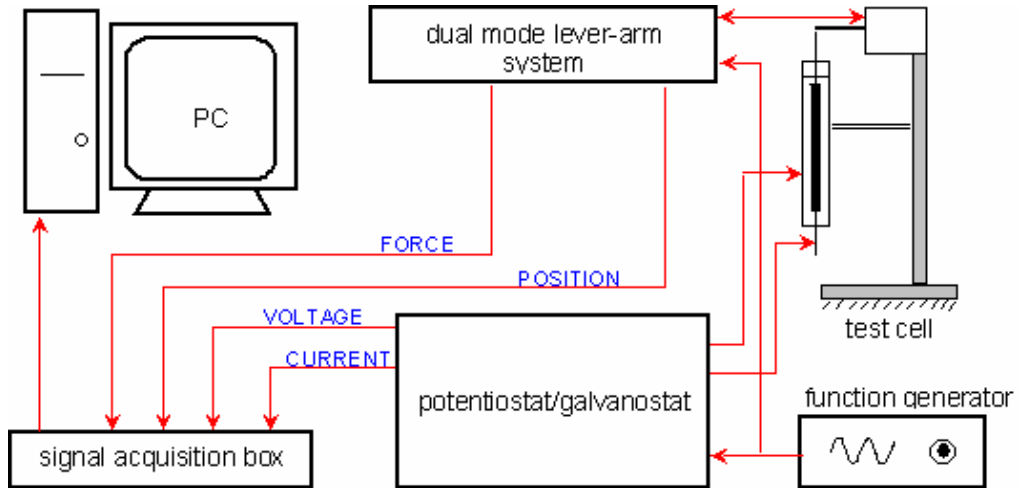 dual mode lever-arm
system
PC
FORCE
POSITION
VOLTAGE
CURRENT
test cell
potentiostat/galvanostat
function generator
signal acquisition box